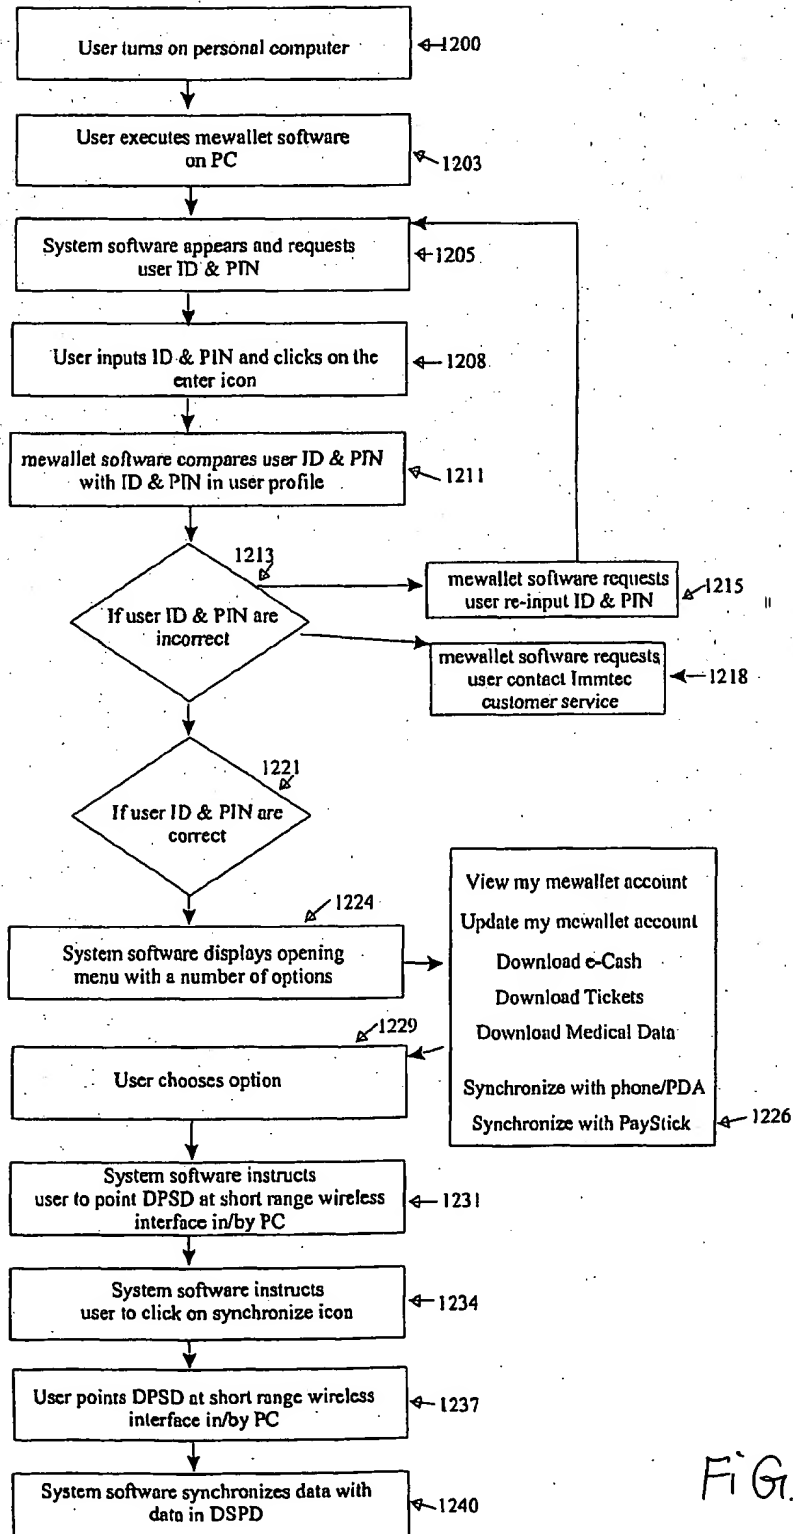 User turns on personal computer
1200
User executes mewallet software
on PC
1203
System software appears and requests
user ID & PIN
1205
User inputs ID & PIN and clicks on the
enter icon
1208
mewallet software compares user ID & PIN
with ID & PIN in user profile
1211
1213
If user ID & PIN are
incorrect
mewallet software requests
user re-input ID & PIN
1215
mewallet software requests
user contact Immtec
customer service
1218
1221
If user ID & PIN are
correct
1224
System software displays opening
menu with a number of options
View my mewallet account
Update my mewallet account
Download e-Cash
Download Tickets
Download Medical Data
Synchronize with phone/PDA
Synchronize with PayStick
1226
1229
User chooses option
System software instructs
user to point DPSD at short range wireless
interface in/by PC
1231
System software instructs
user to click on synchronize icon
1234
User points DPSD at short range wireless
interface in/by PC
1237
System software synchronizes data with
data in DSPD
1240
FiG.